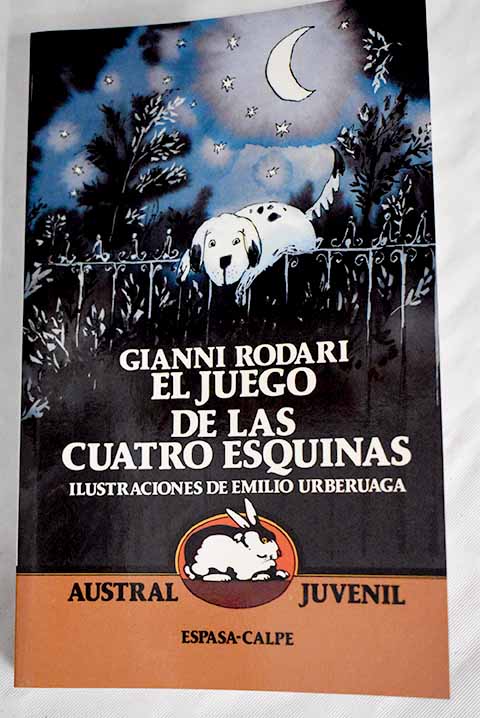 GIANNI RODARI
EL JUEGO
DE LAS
CUATRO ESQUINAS
ILUSTRACIONES DE EMILIO URBERUAGA
AUSTRAL JUVENIL
ESPASA-CALPE